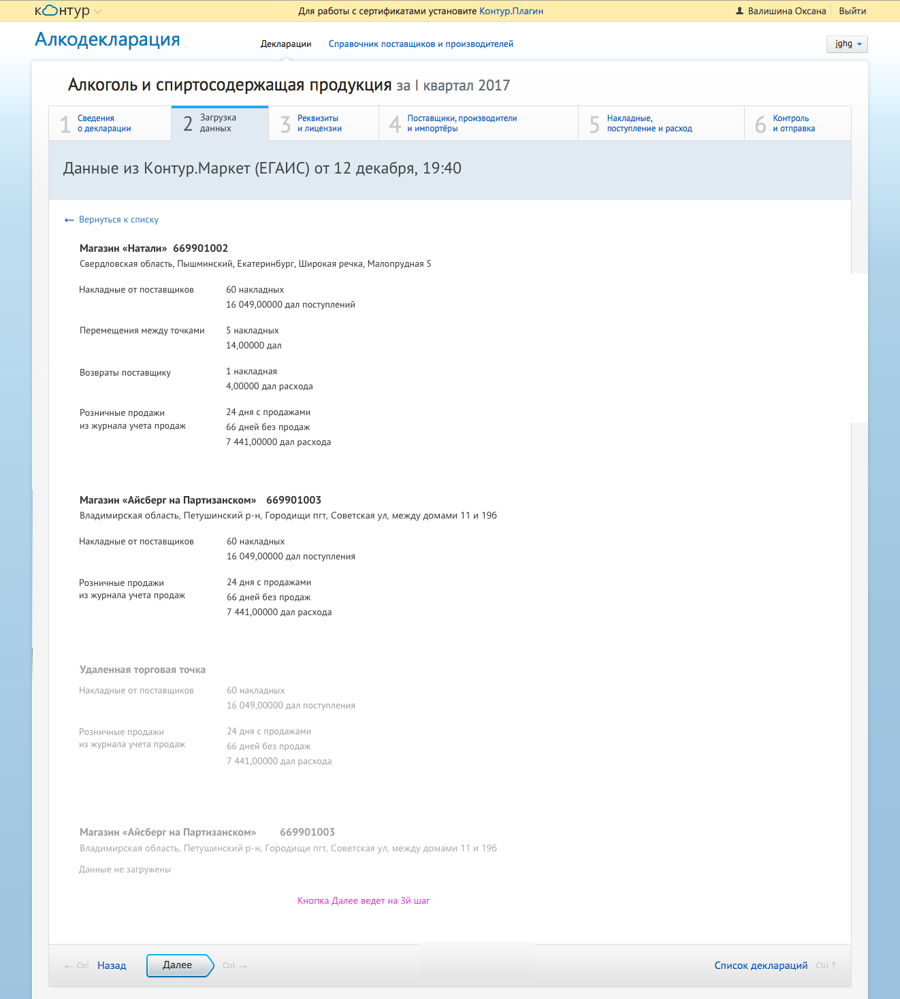 контур
Для работы с сертификатами установите Контур.Плагин
Валишина Оксана
Выйти
Алкодекларация
Декларации
Справочник поставщиков и производителей
jghg
Алкоголь и спиртосодержащая продукция за I квартал 2017
1 Сведения
о декларации
2 Загрузка
данных
3 Реквизиты
и лицензии
4 Поставщики, производители
и импортёры
5 Накладные,
поступление и расход
6 Контроль
и отправка
Данные из Контур.Маркет (ЕГАИС) от 12 декабря, 19:40
← Вернуться к списку
Магазин «Натали» 669901002
Свердловская область, Пышминский, Екатеринбург, Широкая речка, Малопрудная 5
Накладные от поставщиков
60 накладных
16 049,00000 дал поступлений
Перемещения между точками
5 накладных
14,00000 дал
Возвраты поставщику
1 накладная
4,00000 дал расхода
Розничные продажи
из журнала учета продаж
24 дня с продажами
66 дней без продаж
7 441,00000 дал расхода
Магазин «Айсберг на Партизанском» 669901003
Владимирская область, Петушинский р-н, Городищи пгт, Советская ул, между домами 11 и 19б
Накладные от поставщиков
60 накладных
16 049,00000 дал поступления
Розничные продажи
из журнала учета продаж
24 дня с продажами
66 дней без продаж
7 441,00000 дал расхода
Удаленная торговая точка
Накладные от поставщиков
60 накладных
16 049,00000 дал поступления
Розничные продажи
из журнала учета продаж
24 дня с продажами
66 дней без продаж
7 441,00000 дал расхода
Магазин «Айсберг на Партизанском» 669901003
Владимирская область, Петушинский р-н, Городищи пгт, Советская ул, между домами 11 и 19б
Данные не загружены
Кнопка Далее ведет на 3й шаг
← Ctrl Назад
Далее
Ctrl →
Список деклараций Ctrl ↑